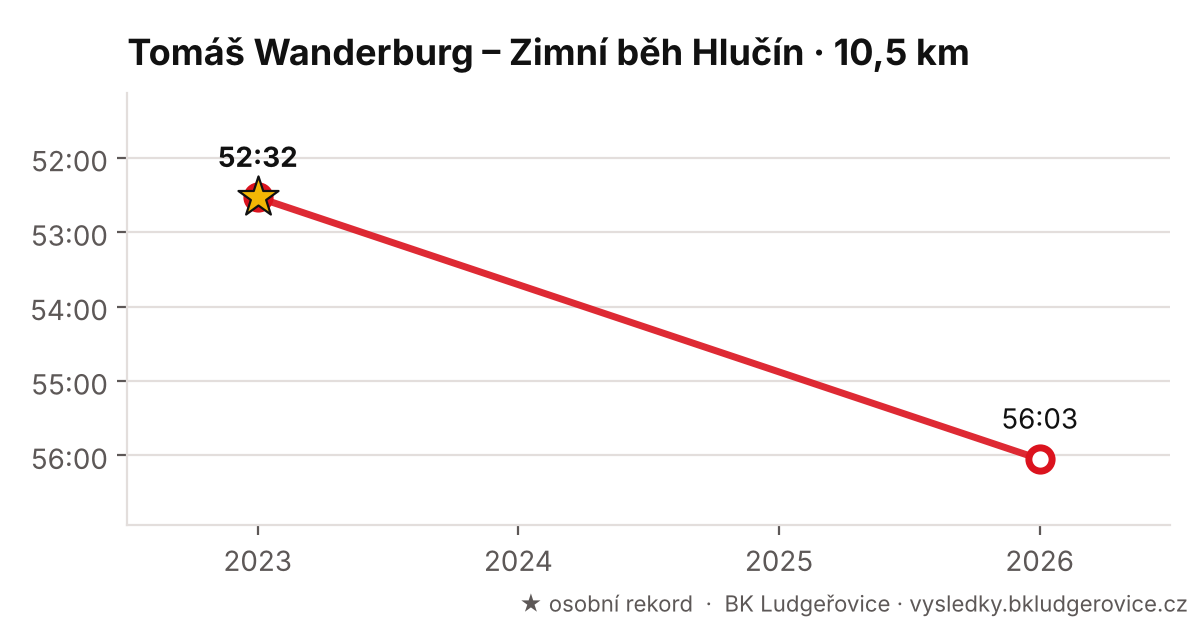 Tomáš Wanderburg – Zimní běh Hlučín · 10,5 km
52:32
52:00
53:00
54:00
55:00
56:03
56:00
2023 2024 2025 2026
★ osobní rekord · BK Ludgeřovice · vysledky.bkludgerovice.cz